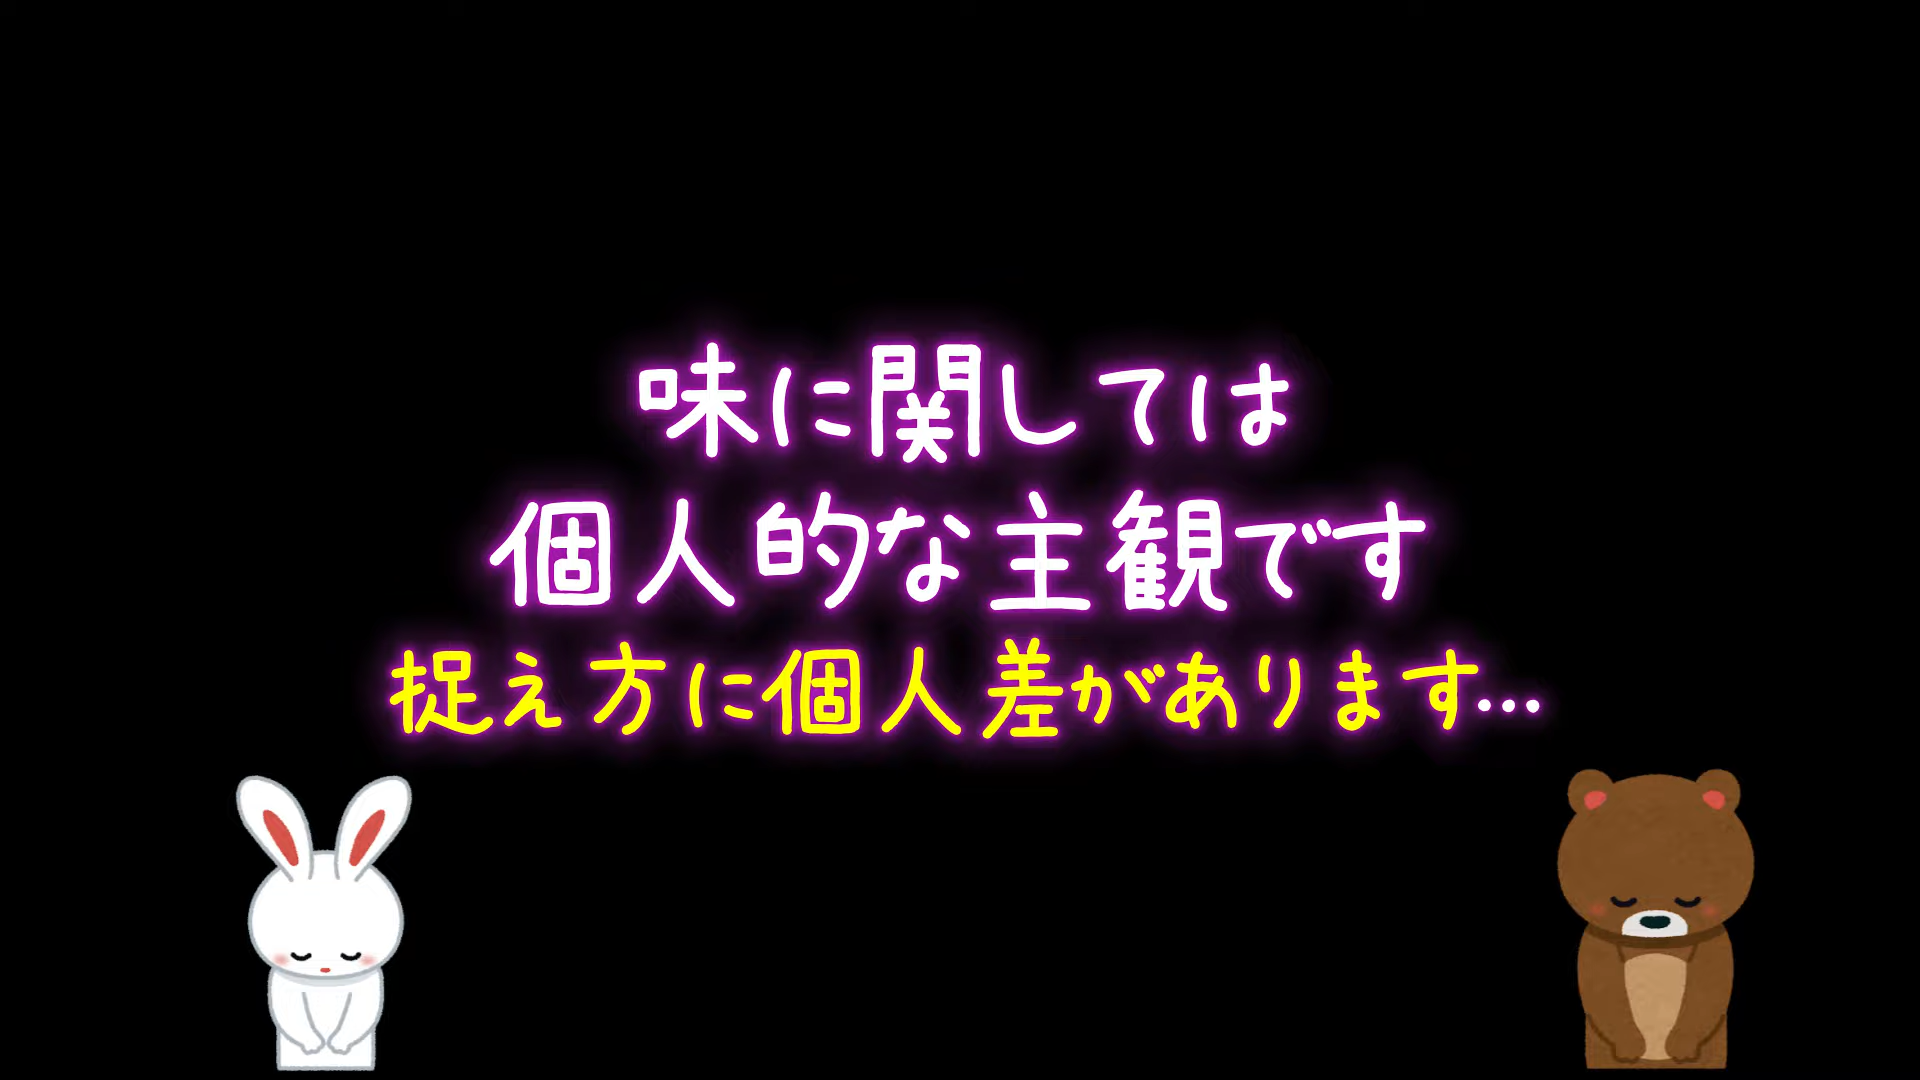 味に関しては
個人的な主観です
捉え方に個人差があります…